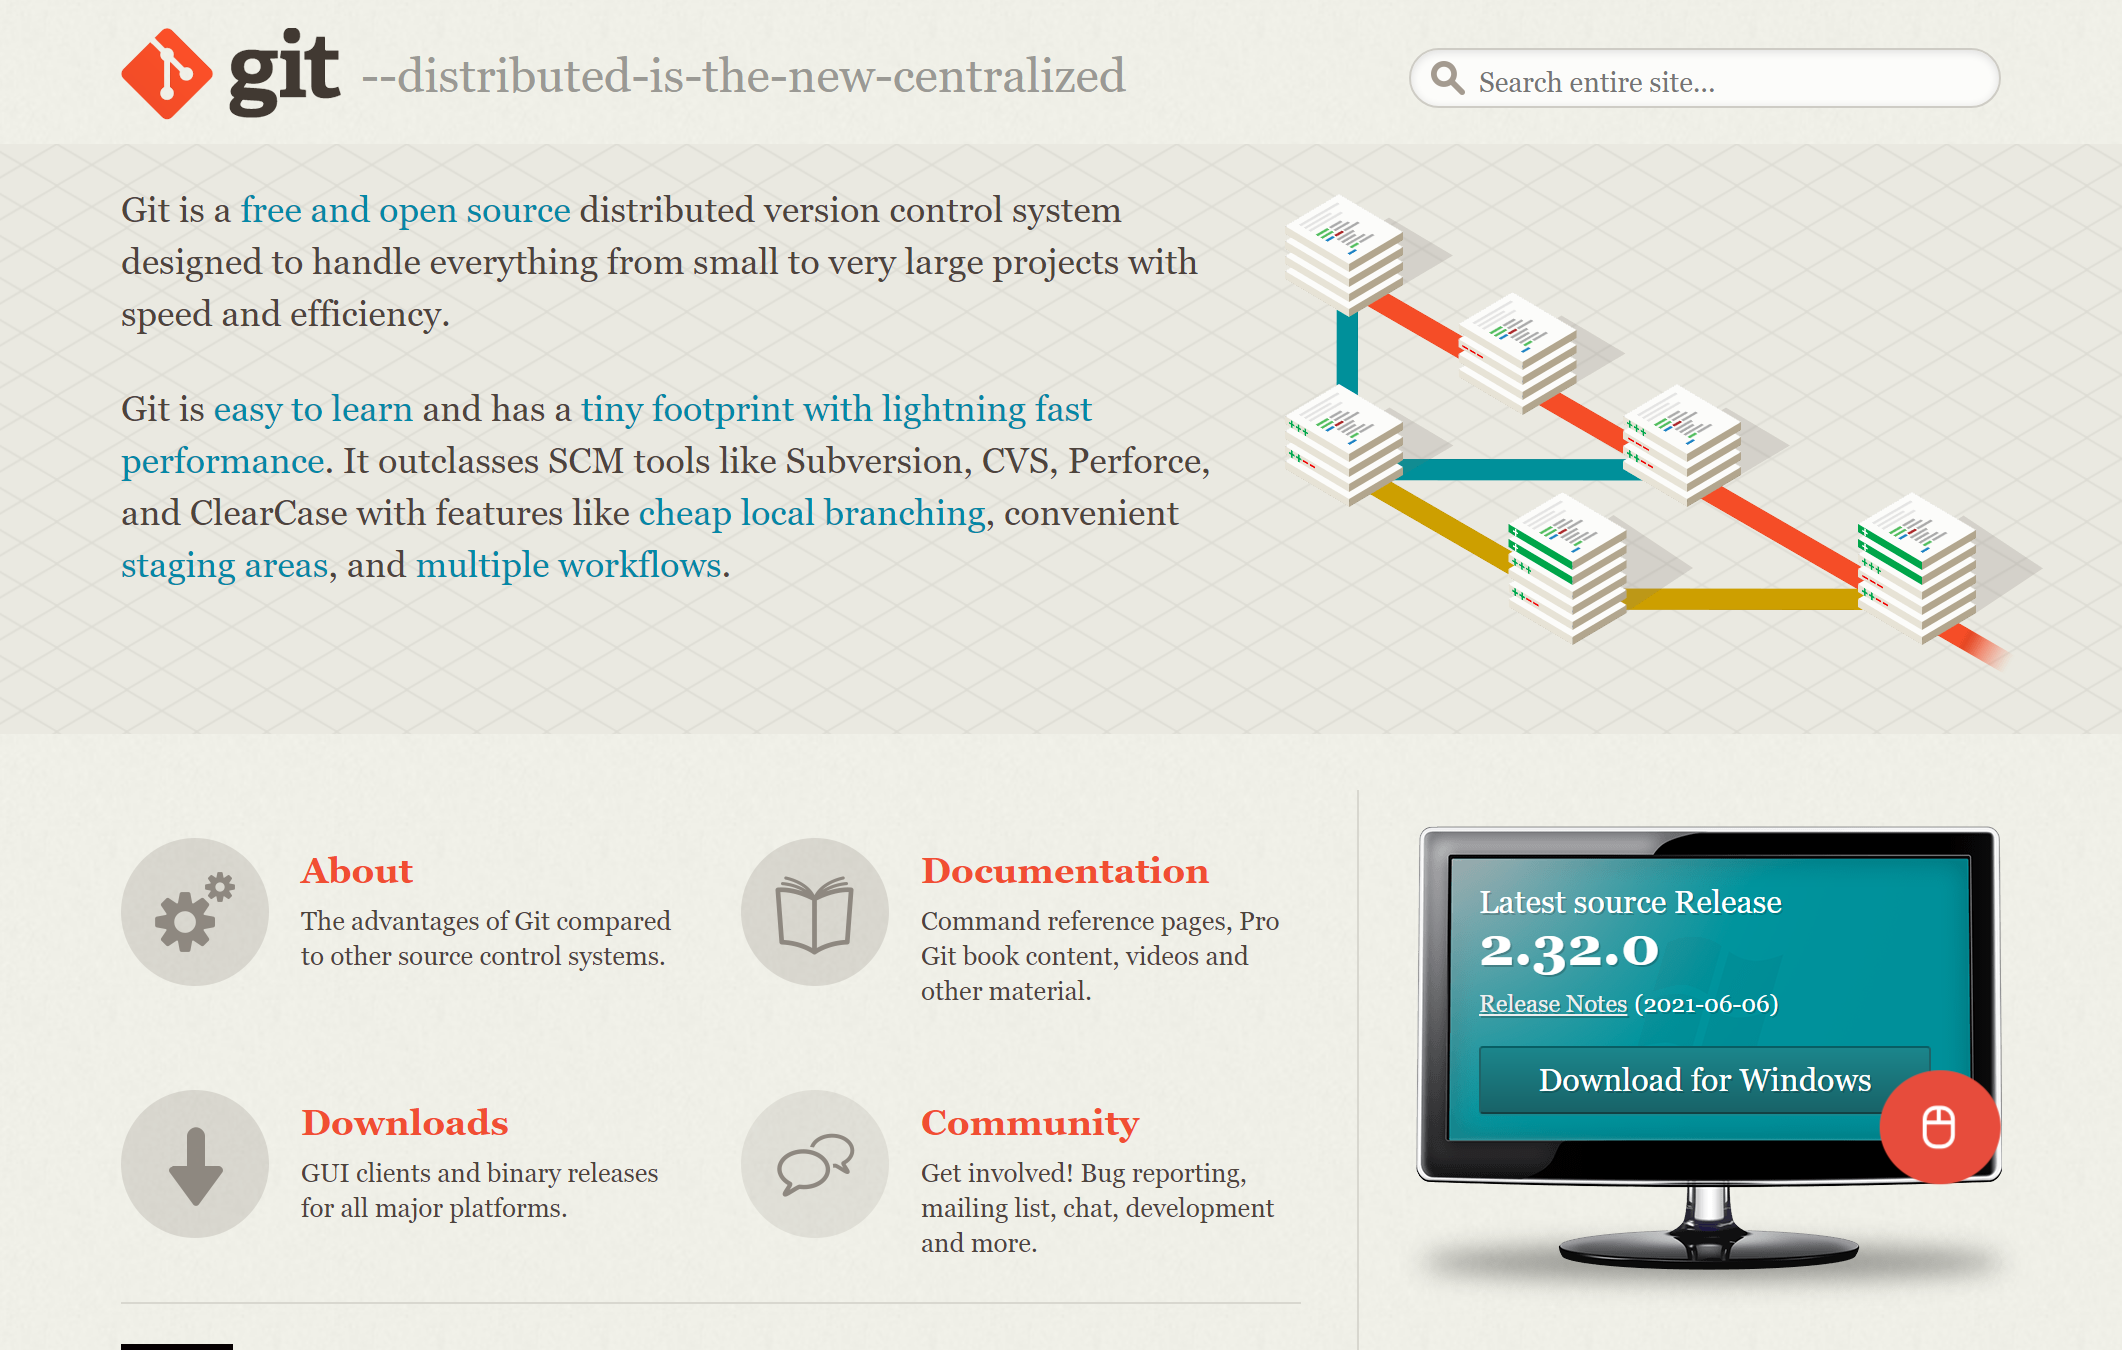 git --distributed-is-the-new-centralized
Search entire site...
Git is a free and open source distributed version control system
designed to handle everything from small to very large projects with
speed and efficiency.
Git is easy to learn and has a tiny footprint with lightning fast
performance. It outclasses SCM tools like Subversion, CVS, Perforce,
and ClearCase with features like cheap local branching, convenient
staging areas, and multiple workflows.
About
The advantages of Git compared
to other source control systems.
Documentation
Command reference pages, Pro
Git book content, videos and
other material.
Downloads
GUI clients and binary releases
for all major platforms.
Community
Get involved! Bug reporting,
mailing list, chat, development
and more.
Latest source Release
2.32.0
Release Notes (2021-06-06)
Download for Windows